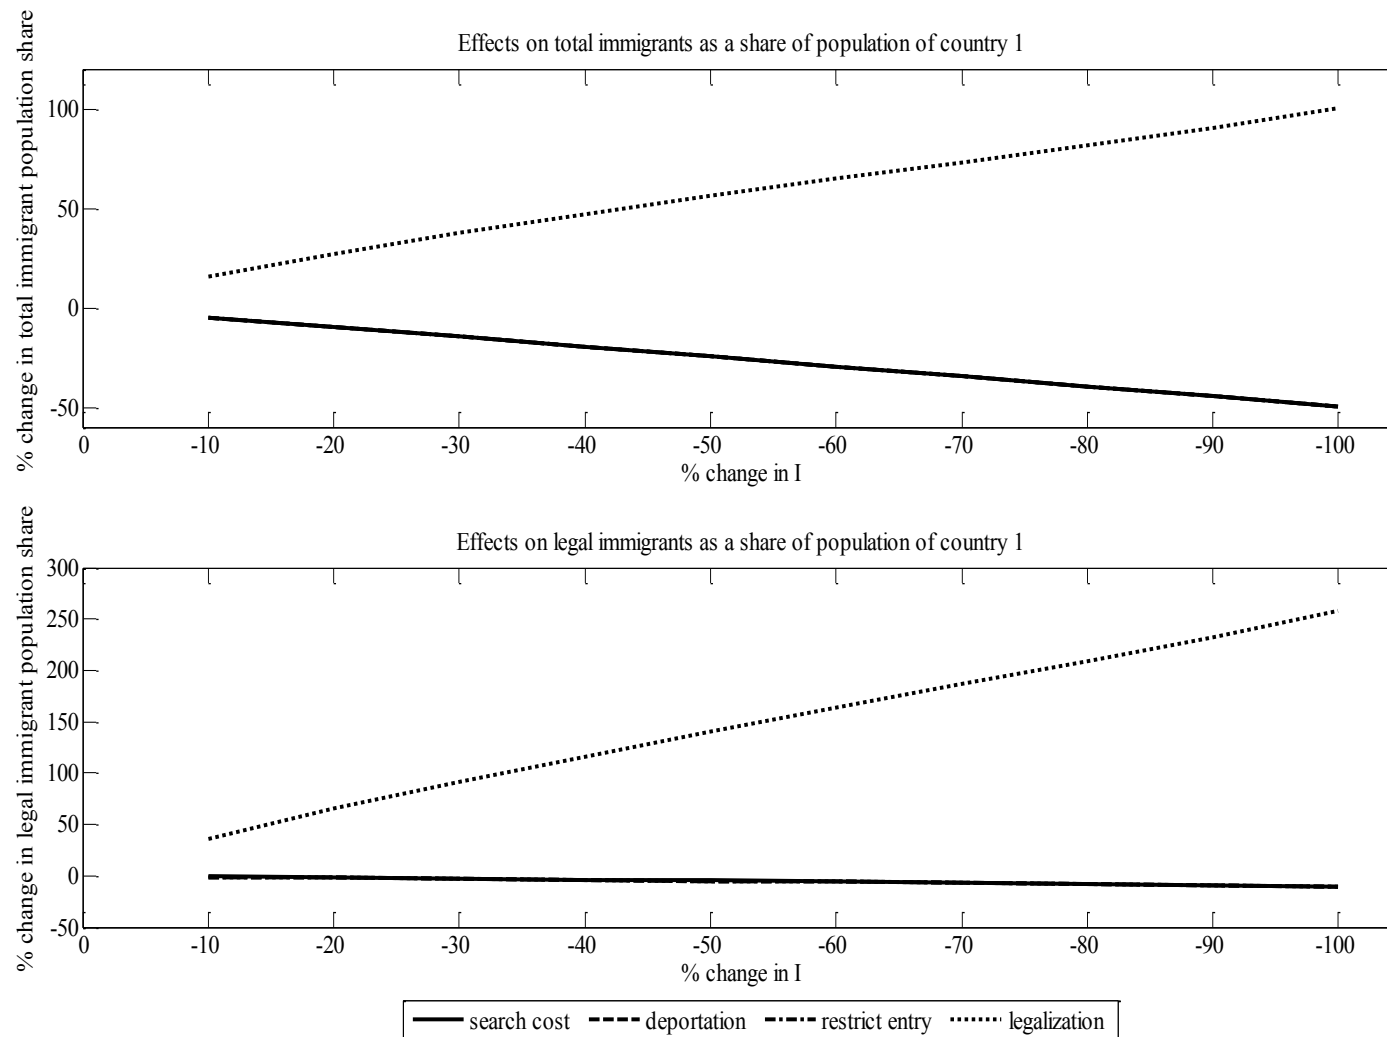 Effects on total immigrants as a share of population of country 1
% change in total immigrant population share
100
50
0
-50
0 -10 -20 -30 -40 -50 -60 -70 -80 -90 -100
% change in I
Effects on legal immigrants as a share of population of country 1
% change in legal immigrant population share
300
250
200
150
100
50
0
-50
0 -10 -20 -30 -40 -50 -60 -70 -80 -90 -100
% change in I
search cost deportation restrict entry legalization